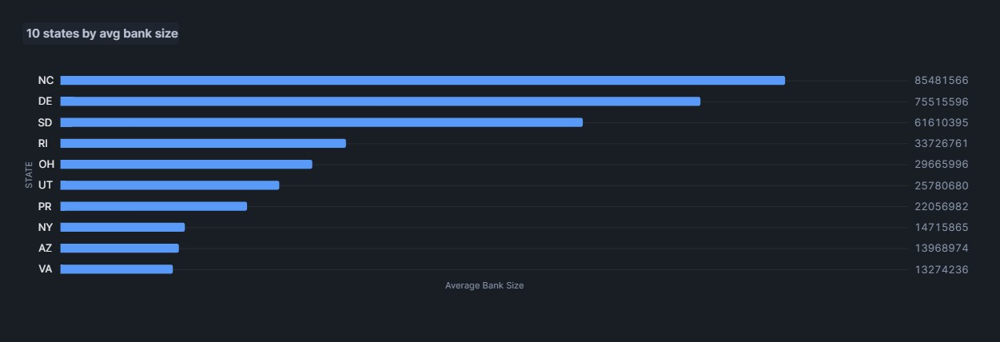 10 states by avg bank size
STATE
NC 85481566
DE 75515596
SD 61610395
RI 33726761
OH 29665996
UT 25780680
PR 22056982
NY 14715865
AZ 13968974
VA 13274236
Average Bank Size